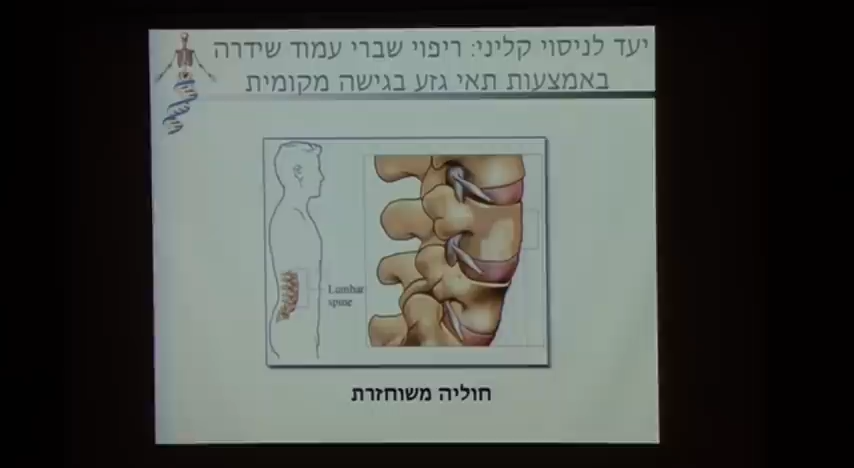 יעד לניסוי קליני: ריפוי שברי עמוד שידרה
באמצעות תאי גזע בגישה מקומית
Lumbar
spine
חוליה משוחזרת